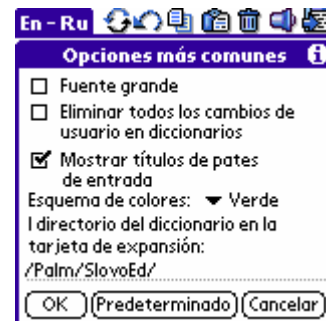 En - Ru
Opciones más comunes
Fuente grande
Eliminar todos los cambios de
usuario en diccionarios
Mostrar títulos de pates
de entrada
Esquema de colores: Verde
I directorio del diccionario en la
tarjeta de expansión:
/Palm/SlovoEd/
OK Predeterminado Cancelar